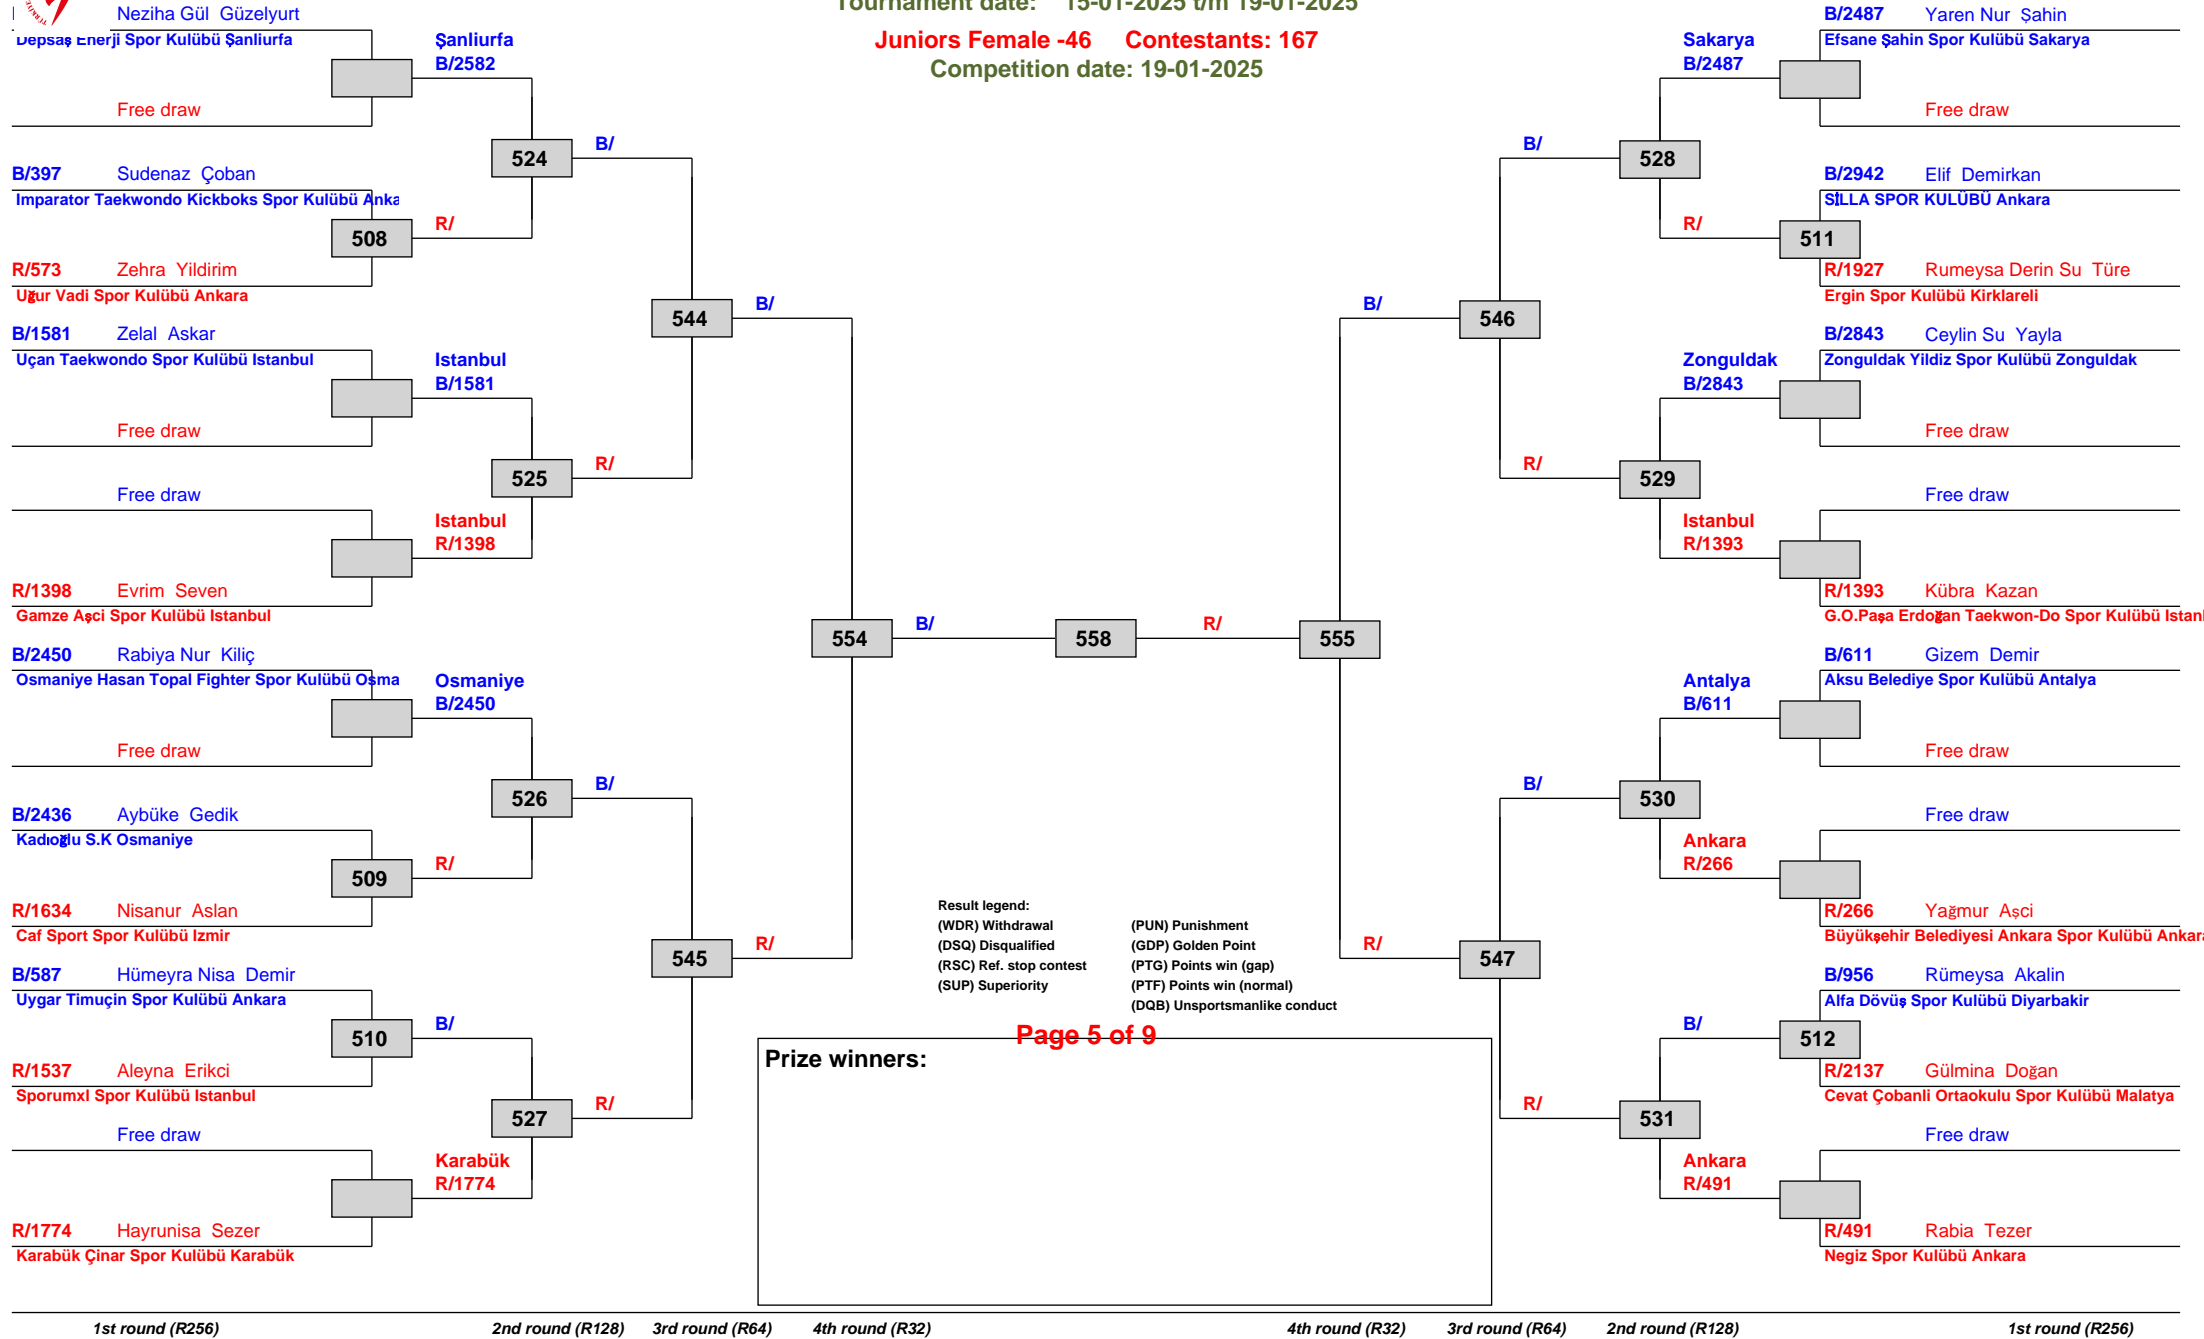 Tournament date: 15-01-2025 t/m 19-01-2025
Juniors Female -46 Contestants: 167
Competition date: 19-01-2025
Neziha Gül Güzelyurt
Depsaş Enerji Spor Kulübü Şanliurfa
Şanliurfa
B/2582
Free draw
524
B/
B/397 Sudenaz Çoban
Imparator Taekwondo Kickboks Spor Kulübü Anka
508
R/
R/573 Zehra Yildirim
Uğur Vadi Spor Kulübü Ankara
544
B/
B/1581 Zelal Askar
Uçan Taekwondo Spor Kulübü Istanbul
Istanbul
B/1581
Free draw
525
R/
Free draw
Istanbul
R/1398
R/1398 Evrim Seven
Gamze Aşci Spor Kulübü Istanbul
554
B/
558
R/
555
B/2450 Rabiya Nur Kiliç
Osmaniye Hasan Topal Fighter Spor Kulübü Osma
Osmaniye
B/2450
Free draw
526
B/
B/2436 Aybüke Gedik
Kadıoğlu S.K Osmaniye
509
R/
R/1634 Nisanur Aslan
Caf Sport Spor Kulübü Izmir
545
R/
B/587 Hümeyra Nisa Demir
Uygar Timuçin Spor Kulübü Ankara
510
B/
R/1537 Aleyna Erikci
Sporumxl Spor Kulübü Istanbul
527
R/
Free draw
Karabük
R/1774
R/1774 Hayrunisa Sezer
Karabük Çinar Spor Kulübü Karabük
B/2487 Yaren Nur Şahin
Efsane Şahin Spor Kulübü Sakarya
Sakarya
B/2487
Free draw
B/
528
B/2942 Elif Demirkan
SİLLA SPOR KULÜBÜ Ankara
R/
511
R/1927 Rumeysa Derin Su Türe
Ergin Spor Kulübü Kirklareli
B/
546
B/2843 Ceylin Su Yayla
Zonguldak Yildiz Spor Kulübü Zonguldak
Zonguldak
B/2843
Free draw
R/
529
Free draw
Istanbul
R/1393
R/1393 Kübra Kazan
G.O.Paşa Erdoğan Taekwon-Do Spor Kulübü Istan
B/611 Gizem Demir
Aksu Belediye Spor Kulübü Antalya
Antalya
B/611
Free draw
B/
530
Free draw
Ankara
R/266
R/266 Yağmur Aşci
Büyükşehir Belediyesi Ankara Spor Kulübü Ankar
R/
547
B/956 Rümeysa Akalin
Alfa Dövüş Spor Kulübü Diyarbakir
B/
512
R/2137 Gülmina Doğan
Cevat Çobanli Ortaokulu Spor Kulübü Malatya
R/
531
Free draw
Ankara
R/491
R/491 Rabia Tezer
Negiz Spor Kulübü Ankara
Result legend:
(WDR) Withdrawal (PUN) Punishment
(DSQ) Disqualified (GDP) Golden Point
(RSC) Ref. stop contest (PTG) Points win (gap)
(SUP) Superiority (PTF) Points win (normal)
(DQB) Unsportsmanlike conduct
Page 5 of 9
Prize winners:
1st round (R256) 2nd round (R128) 3rd round (R64) 4th round (R32) 4th round (R32) 3rd round (R64) 2nd round (R128) 1st round (R256)